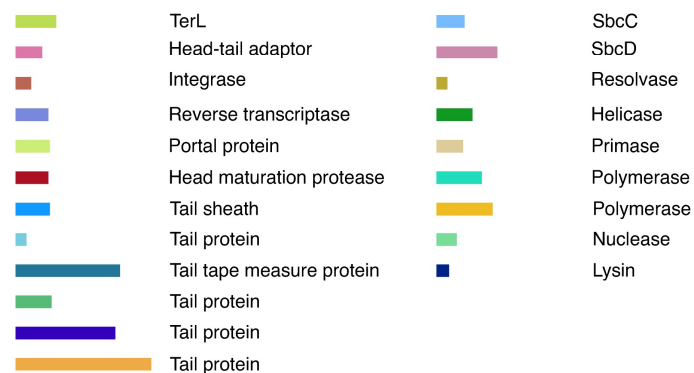 TerL
Head-tail adaptor
Integrase
Reverse transcriptase
Portal protein
Head maturation protease
Tail sheath
Tail protein
Tail tape measure protein
Tail protein
Tail protein
Tail protein
SbcC
SbcD
Resolvase
Helicase
Primase
Polymerase
Polymerase
Nuclease
Lysin